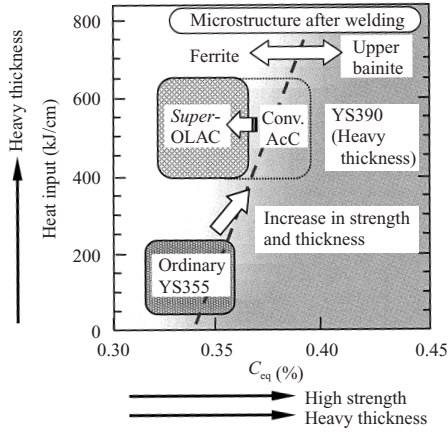 Microstructure after welding
Ferrite
Upper
bainite
Super-
OLAC
Conv.
AcC
YS390
(Heavy
thickness)
Increase in strength
and thickness
Ordinary
YS355
Heavy thickness
Heat input (kJ/cm)
800
600
400
200
0
0.30
0.35
0.40
0.45
Ceq (%)
High strength
Heavy thickness